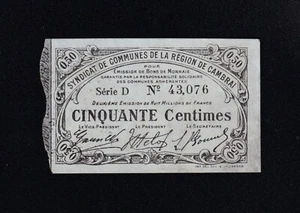 0,50 0,50
SYNDICAT DE COMMUNES DE LA RÉGION DE CAMBRAI
POUR
ÉMISSION DE BONS DE MONNAIE
GARANTIE PAR LA RESPONSABILITÉ SOLIDAIRE
DES COMMUNES ADHÉRENTES
Série D Nº 43,076
DEUXIÈME ÉMISSION DE HUIT MILLIONS DE FRANCS
CINQUANTE Centimes
LE VICE-PRÉSIDENT LE PRÉSIDENT LE SECRÉTAIRE
0,50 0,50